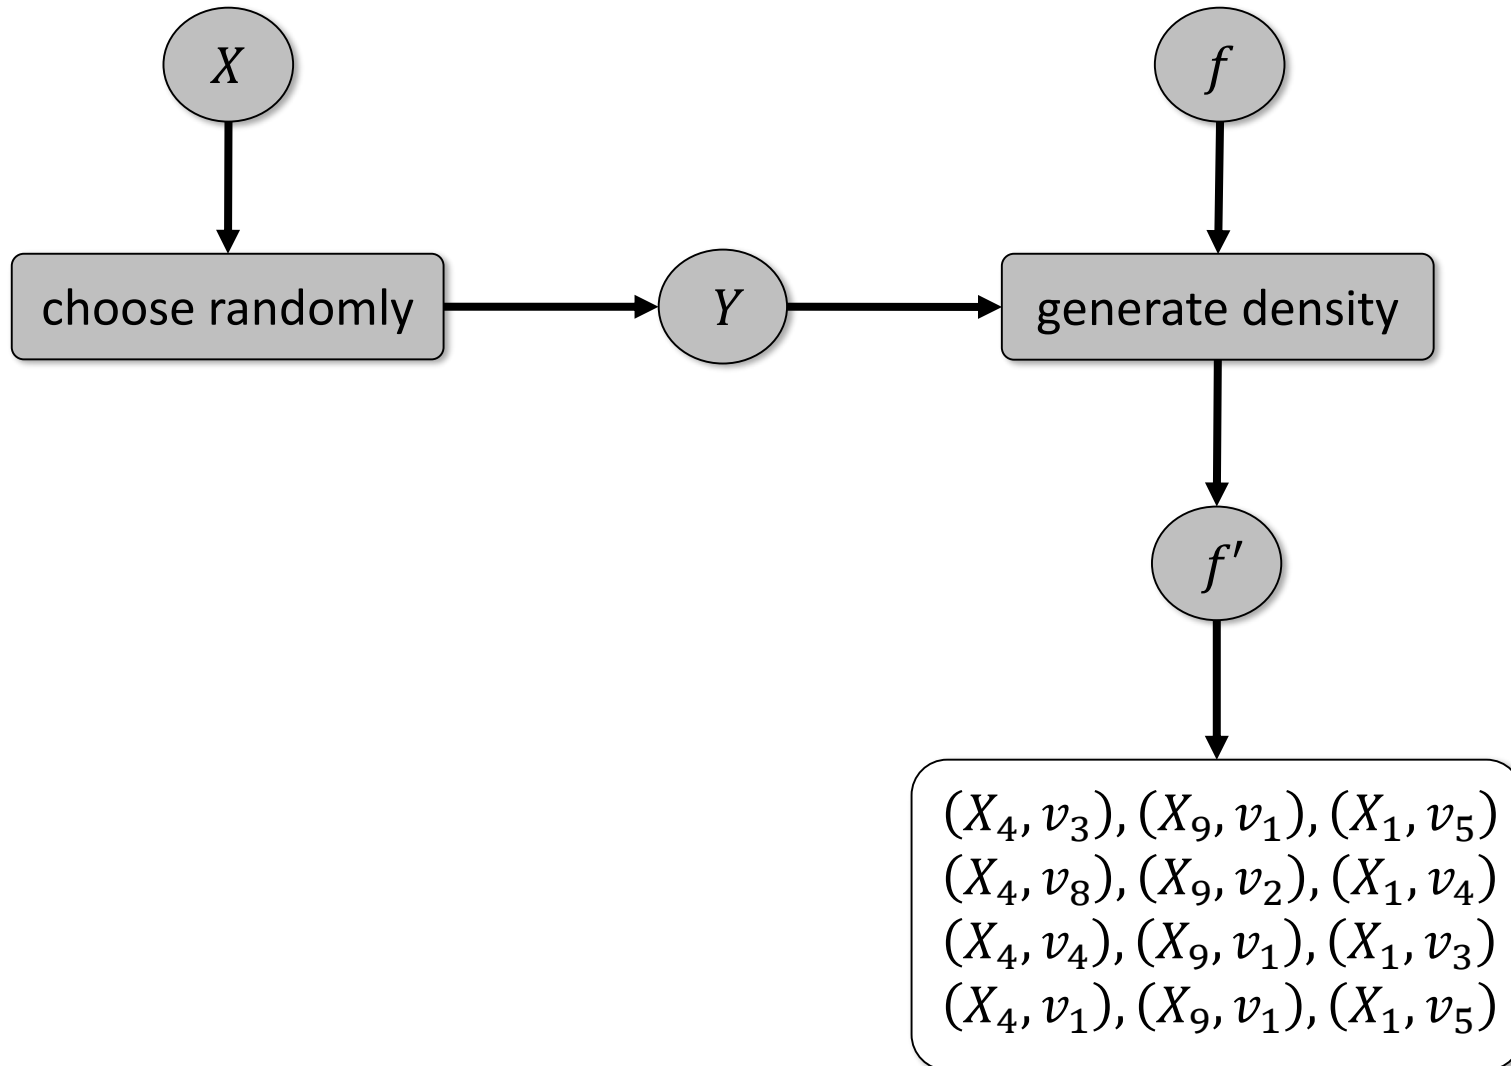 X
f
choose randomly
Y
generate density
f′
(X₄, v₃), (X₉, v₁), (X₁, v₅)
(X₄, v₈), (X₉, v₂), (X₁, v₄)
(X₄, v₄), (X₉, v₁), (X₁, v₃)
(X₄, v₁), (X₉, v₁), (X₁, v₅)